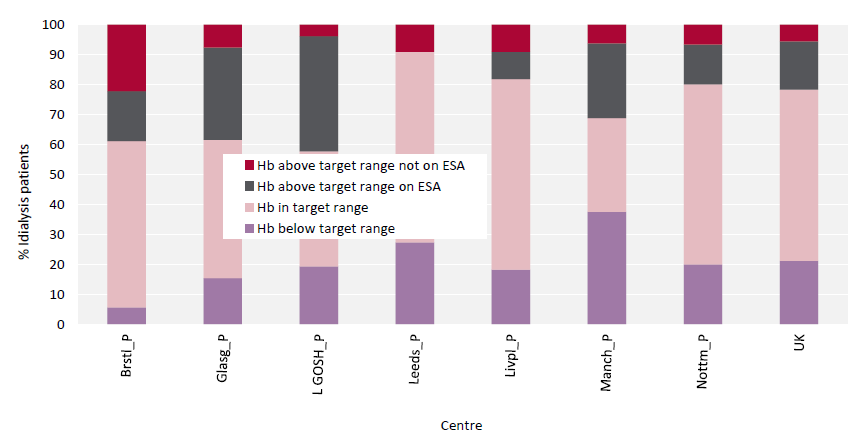 100
90
80
70
60
50
40
30
20
10
0
% Idialysis patients
Hb above target range not on ESA
Hb above target range on ESA
Hb in target range
Hb below target range
Brstl_P
Glasg_P
L GOSH_P
Leeds_P
Livpl_P
Manch_P
Nottm_P
UK
Centre